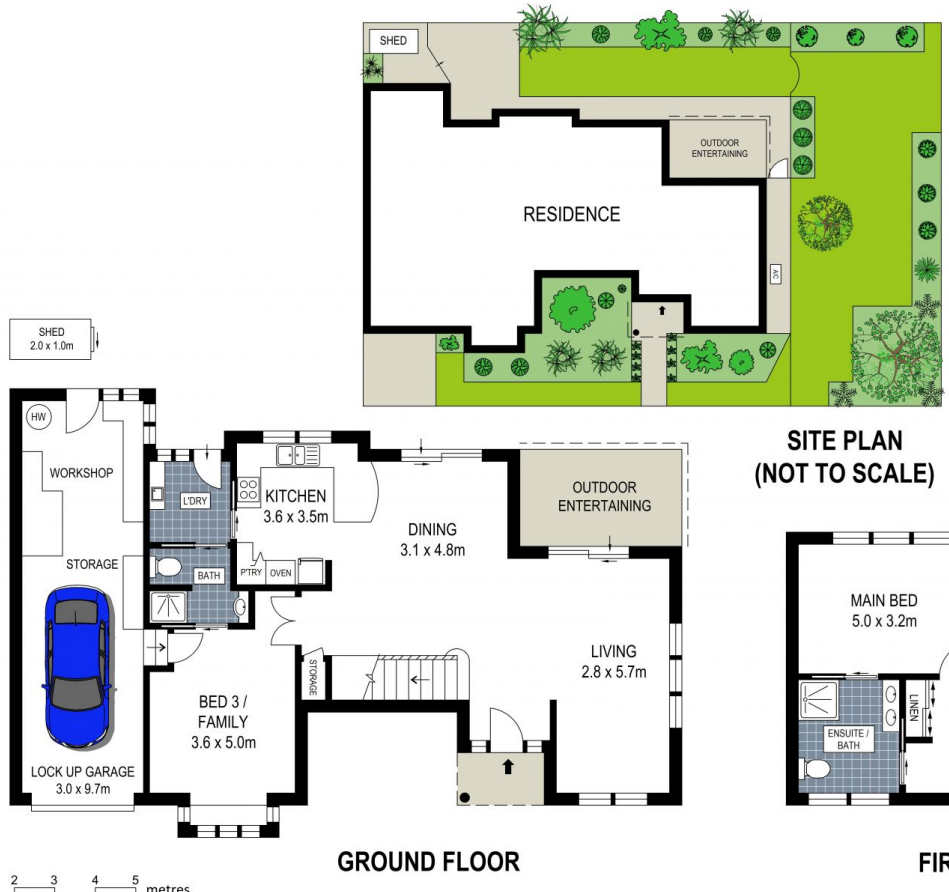 SHED
OUTDOOR
ENTERTAINING
RESIDENCE
A/C
SITE PLAN
(NOT TO SCALE)
SHED
2.0 x 1.0m
HW
WORKSHOP
L'DRY
KITCHEN
3.6 x 3.5m
STORAGE
BATH
P'TRY
OVEN
DINING
3.1 x 4.8m
OUTDOOR
ENTERTAINING
LIVING
2.8 x 5.7m
STORAGE
BED 3 /
FAMILY
3.6 x 5.0m
LOCK UP GARAGE
3.0 x 9.7m
MAIN BED
5.0 x 3.2m
ENSUITE /
BATH
LINEN
GROUND FLOOR
FIR
2 3 4 5 metres